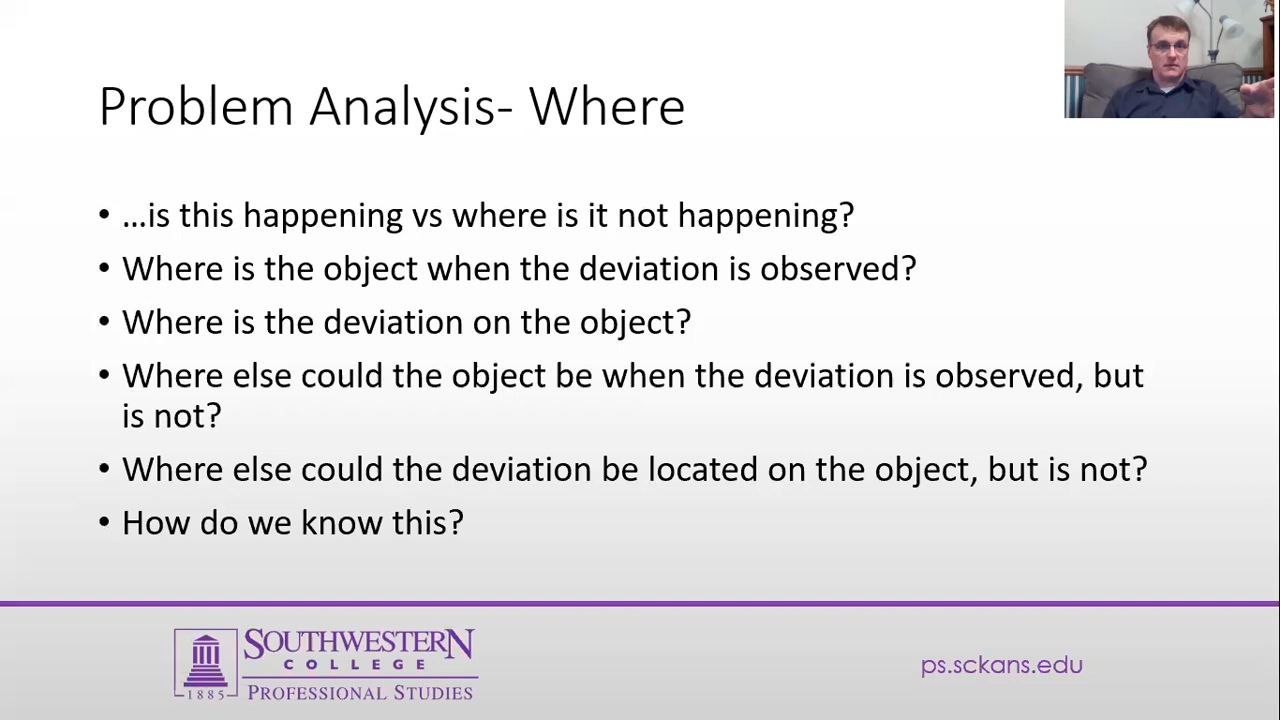 Problem Analysis- Where
• …is this happening vs where is it not happening?
• Where is the object when the deviation is observed?
• Where is the deviation on the object?
• Where else could the object be when the deviation is observed, but
is not?
• Where else could the deviation be located on the object, but is not?
• How do we know this?
SOUTHWESTERN
COLLEGE
1885
PROFESSIONAL STUDIES
ps.sckans.edu